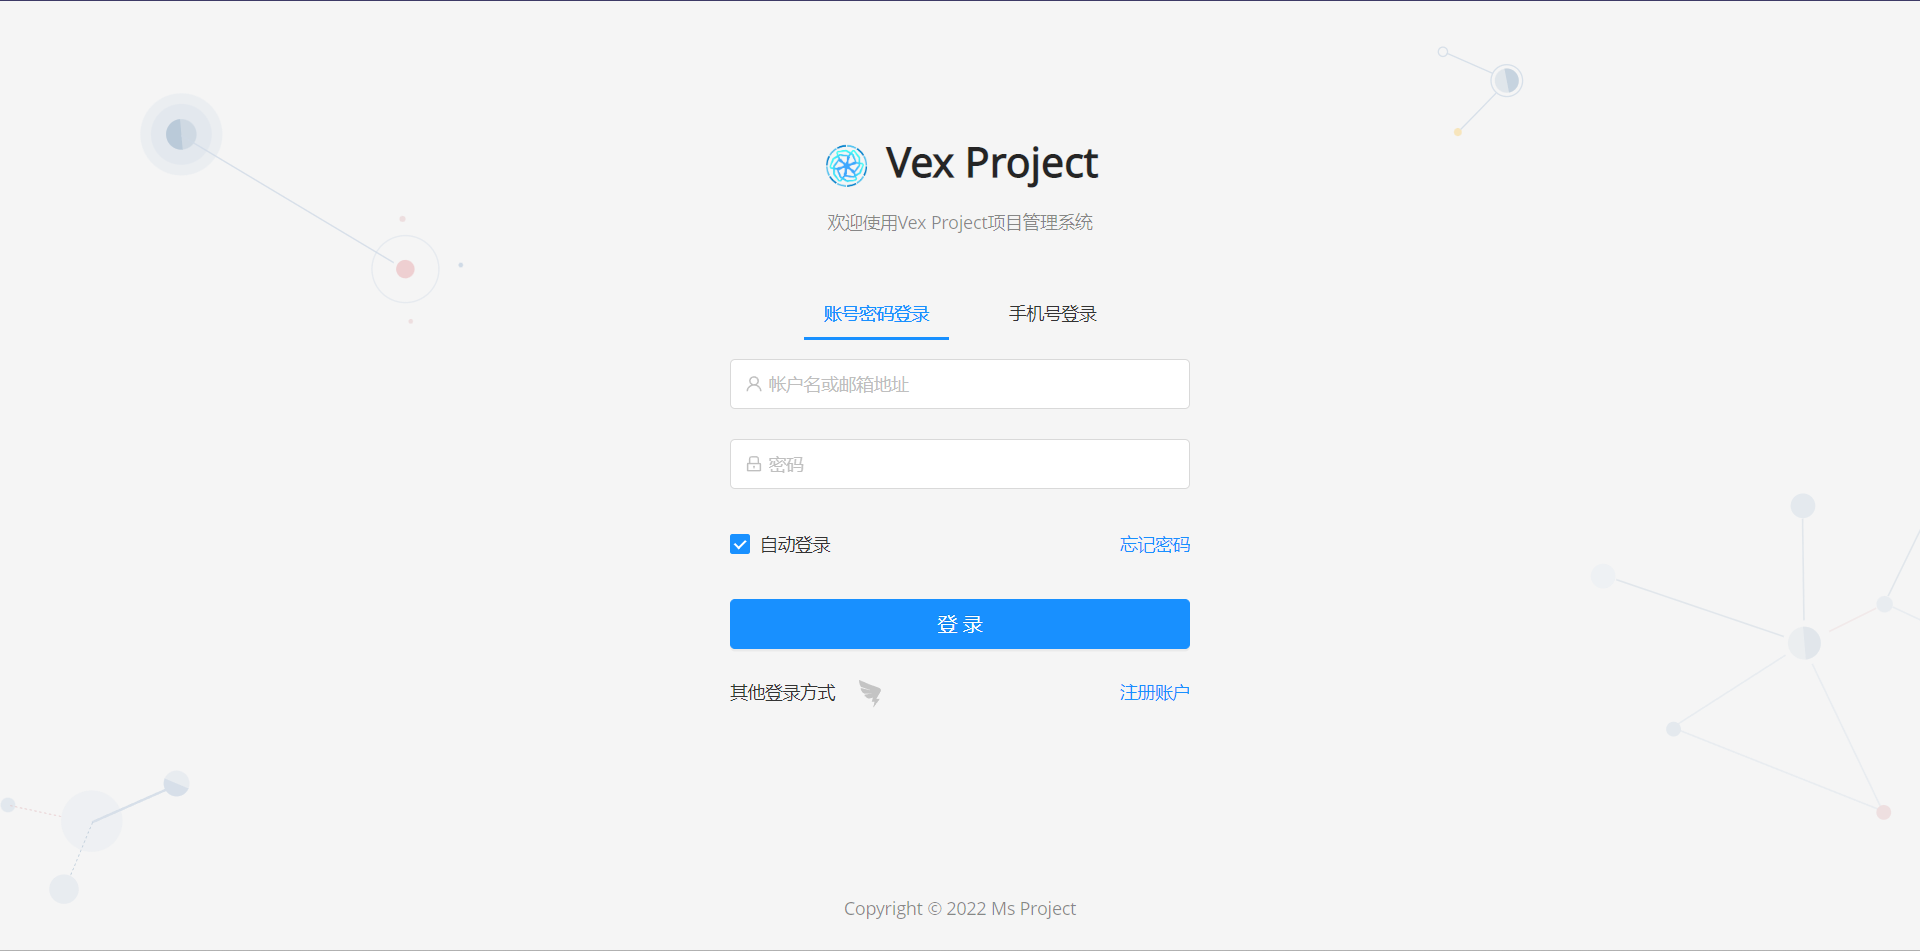 Vex Project
欢迎使用Vex Project项目管理系统
账号密码登录 手机号登录
帐户名或邮箱地址
密码
自动登录 忘记密码
登 录
其他登录方式 注册账户
Copyright © 2022 Ms Project